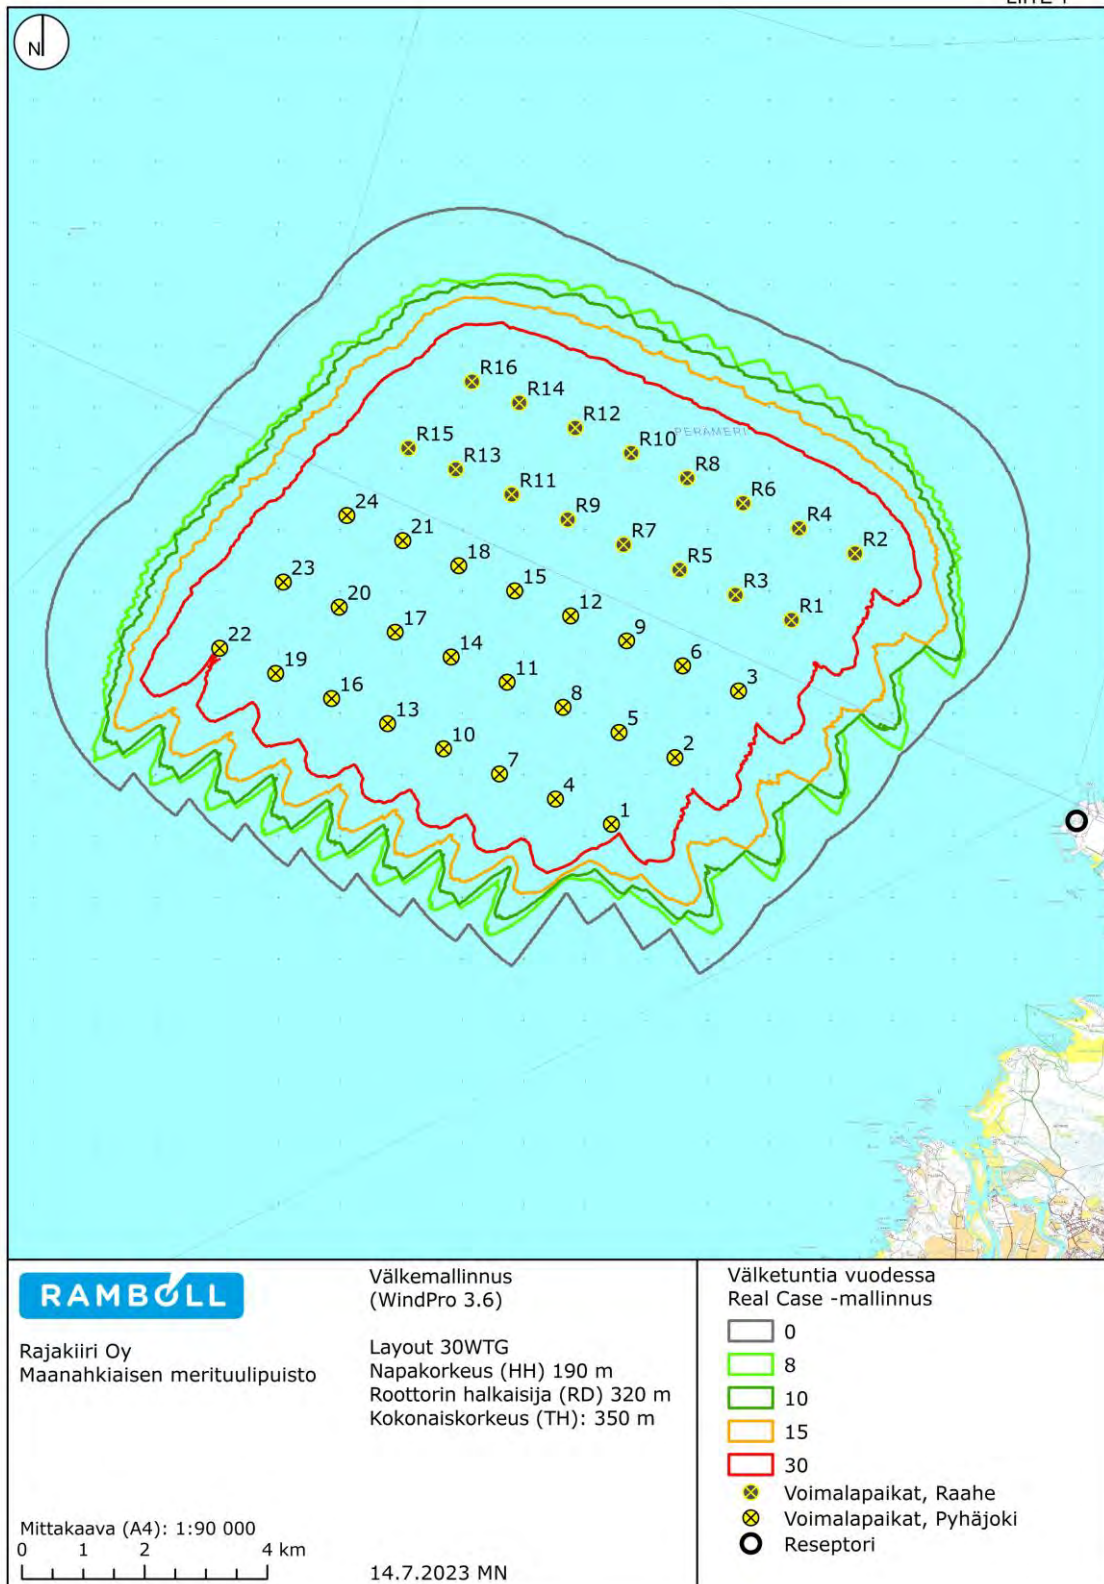 LIITE 1
N
R16
R14
R12
PERÄMERI
R10
R15
R13
R8
R11
R6
24
R9
R4
21
R7
R2
18
R5
23
15
R3
20
12
R1
17
9
22
14
6
19
11
3
16
8
13
5
10
2
7
4
1
RAMBOLL
Rajakiiri Oy
Maanahkiaisen merituulipuisto
Mittakaava (A4): 1:90 000
0 1 2 4 km
Välkemallinnus
(WindPro 3.6)
Layout 30WTG
Napakorkeus (HH) 190 m
Roottorin halkaisija (RD) 320 m
Kokonaiskorkeus (TH): 350 m
14.7.2023 MN
Välketuntia vuodessa
Real Case -mallinnus
0
8
10
15
30
Voimalapaikat, Raahe
Voimalapaikat, Pyhäjoki
Reseptori